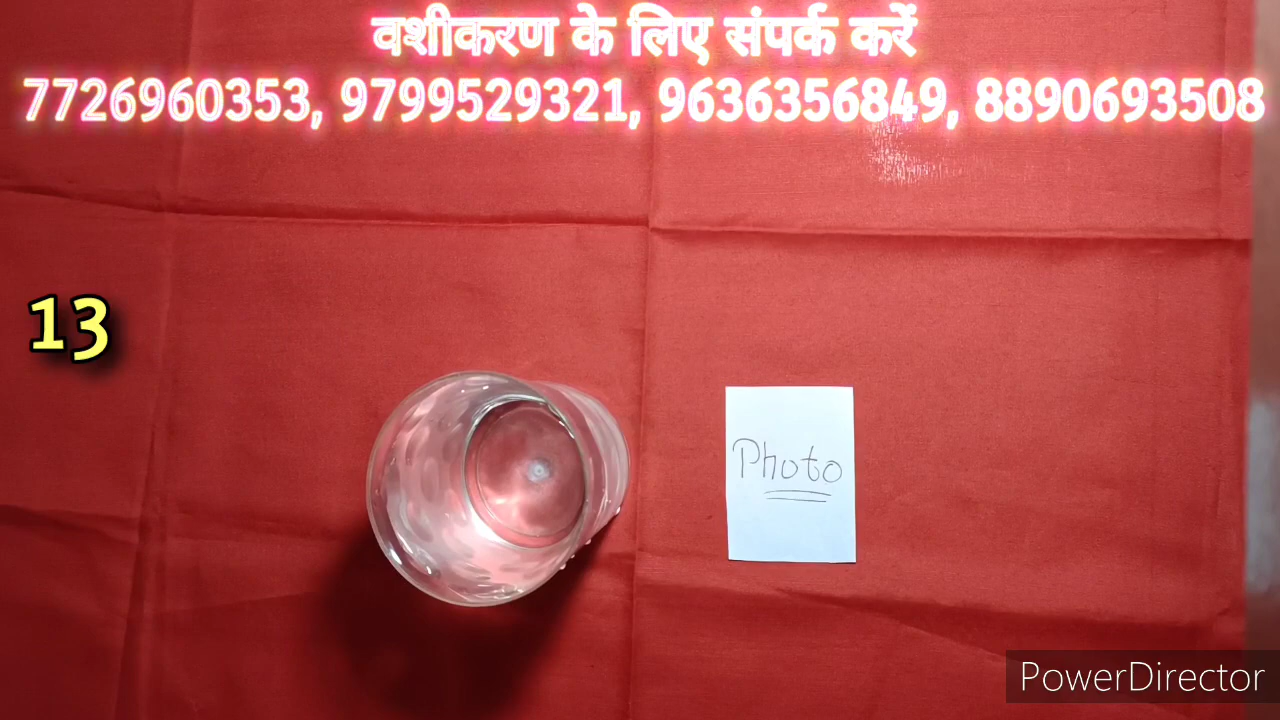 वशीकरण के लिए संपर्क करें
7726960353, 9799529321, 9636356849, 8890693508
13
Photo
PowerDirector